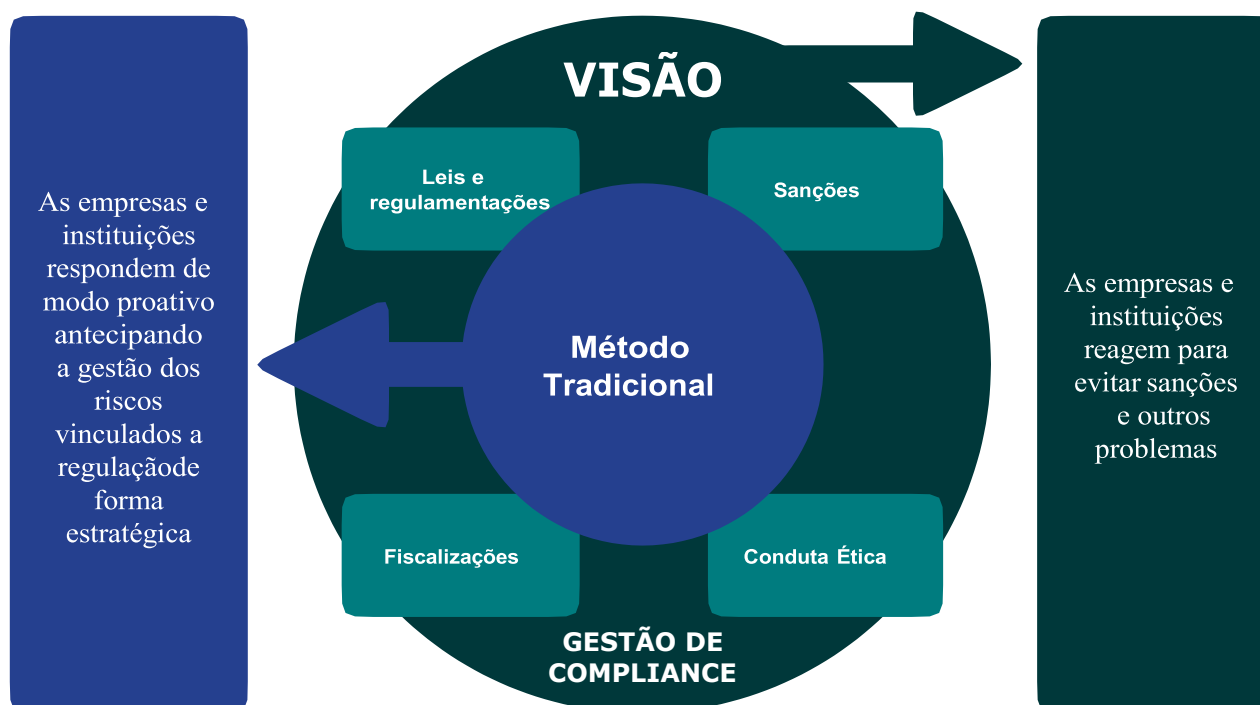 As empresas e
instituições
respondem de
modo proativo
antecipando
a gestão dos
riscos
vinculados a
regulaçãode
forma
estratégica
VISÃO
Leis e
regulamentações
Sanções
Método
Tradicional
Fiscalizações
Conduta Ética
GESTÃO DE
COMPLIANCE
As empresas e
instituições
reagem para
evitar sanções
e outros
problemas